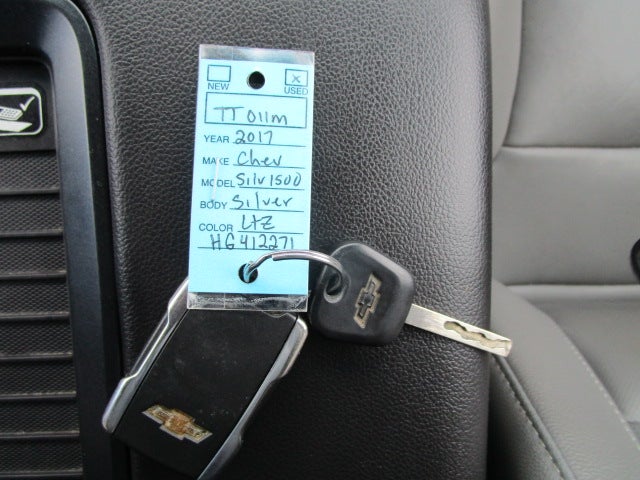 ☐ ☒
NEW USED
TT011M
YEAR 2017
MAKE Chev
MODEL Silv1500
BODY Silver
COLOR LtZ
HG412271